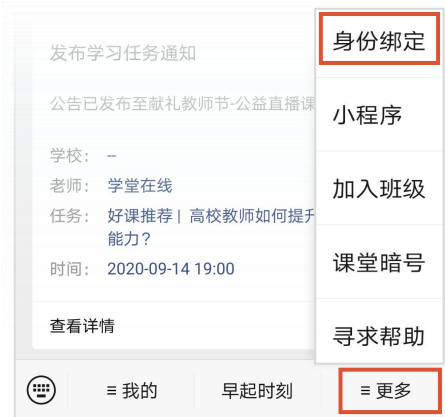 身份绑定
发布学习任务通知
小程序
公告已发布至献礼教师节-公益直播课
学校： --
加入班级
老师： 学堂在线
任务： 好课推荐 | 高校教师如何提升
能力？
课堂暗号
时间： 2020-09-14 19:00
查看详情
寻求帮助
我的
早起时刻
更多